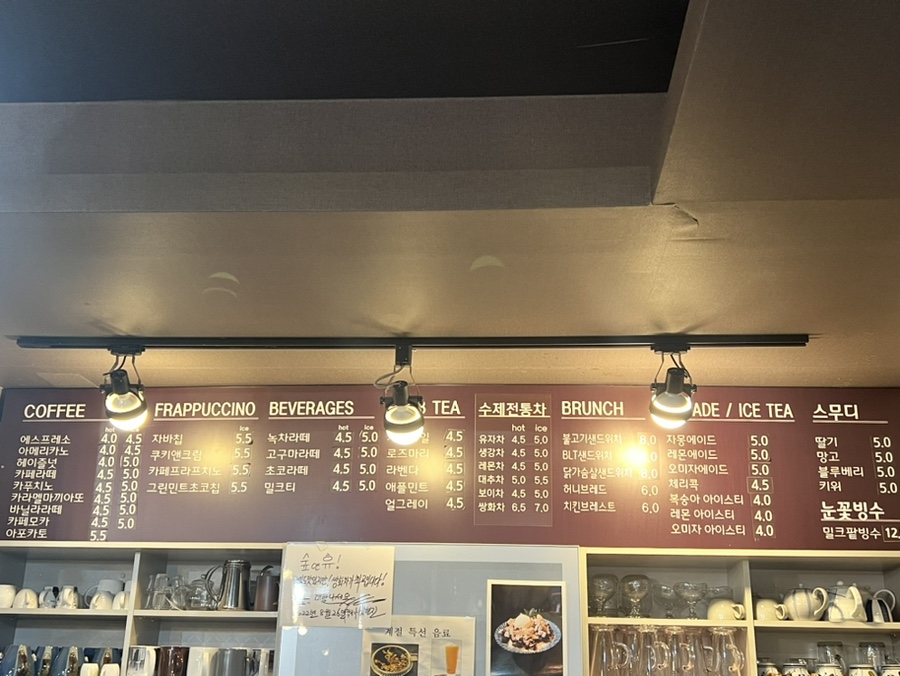 COFFEE
hot ice
에스프레소 4.0 4.5
아메리카노 4.0 4.0
헤이즐넛 4.5 5.0
카페라떼 4.5 5.0
카푸치노 4.5 5.0
카라멜마끼아또 4.5 5.0
바닐라라떼 4.5 5.0
카페모카 4.5 5.0
아포카토 5.5
FRAPPUCCINO
ice
자바칩 5.5
쿠키앤크림 5.5
카페프라프치노 5.5
그린민트초코칩 5.5
BEVERAGES
hot ice
녹차라떼 4.5 5.0
고구마라떼 4.5 5.0
초코라떼 4.5 5.0
밀크티 4.5 5.0
TEA
일 4.5
로즈마리 4.5
라벤다 4.5
애플민트 4.5
얼그레이 4.5
수제전통차
hot ice
유자차 4.5 5.0
생강차 4.5 5.0
레몬차 4.5 5.0
대추차 5.0 5.5
보이차 4.5 5.0
쌍화차 6.5 7.0
BRUNCH
불고기샌드위치
BLT샌드위치
닭가슴살샌드위치
허니브레드 6.0
치킨브레스트 6.0
ADE / ICE TEA
자몽에이드 5.0
레몬에이드 5.0
오미자에이드 5.0
체리콕 4.5
복숭아 아이스티 4.0
레몬 아이스티 4.0
오미자 아이스티 4.0
스무디
딸기 5.0
망고 5.0
블루베리 5.0
키위 5.0
눈꽃빙수
밀크팥빙수 12.
계절 특선 음료